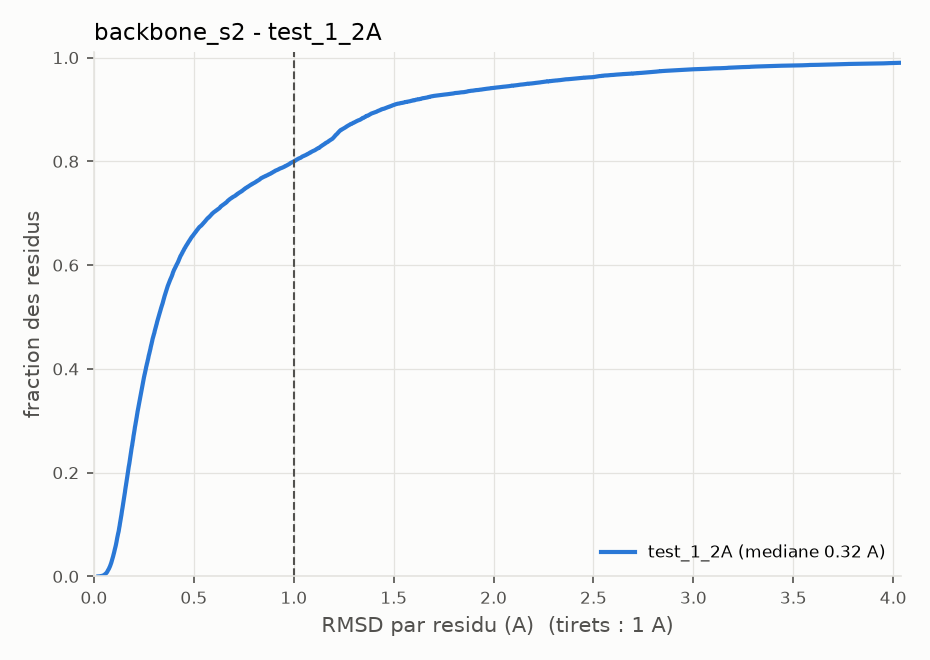 backbone_s2 - test_1_2A
1.0
0.8
0.6
0.4
0.2
0.0
fraction des residus
test_1_2A (mediane 0.32 A)
0.0 0.5 1.0 1.5 2.0 2.5 3.0 3.5 4.0
RMSD par residu (A)  (tirets : 1 A)